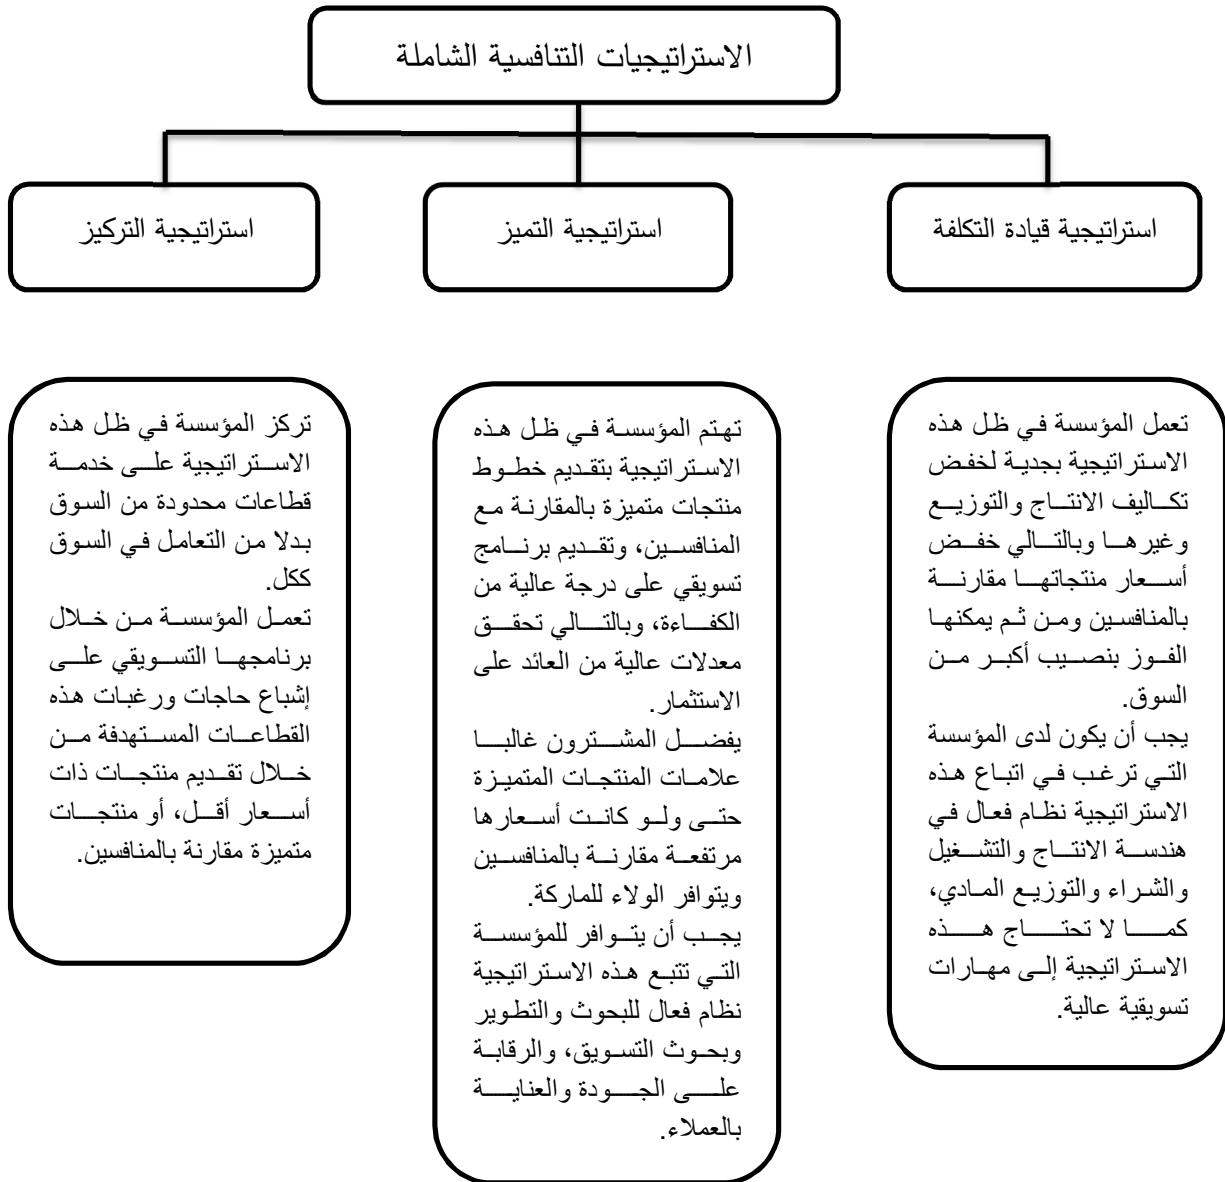 الاستراتيجيات التنافسية الشاملة
استراتيجية قيادة التكلفة
استراتيجية التميز
استراتيجية التركيز
تعمل المؤسسة في ظل هذه
الاستراتيجية بجدية لخفض
تكاليف الانتاج والتوزيع
وغيرها وبالتالي خفض
أسعار منتجاتها مقارنة
بالمنافسين ومن ثم يمكنها
الفوز بنصيب أكبر من
السوق.
يجب أن يكون لدى المؤسسة
التي ترغب في اتباع هذه
الاستراتيجية نظام فعال في
هندسة الانتاج والتشغيل
والشراء والتوزيع المادي،
كما لا تحتاج هذه
الاستراتيجية إلى مهارات
تسويقية عالية.
تهتم المؤسسة في ظل هذه
الاستراتيجية بتقديم خطوط
منتجات متميزة بالمقارنة مع
المنافسين، وتقديم برنامج
تسويقي على درجة عالية من
الكفاءة، وبالتالي تحقق
معدلات عالية من العائد على
الاستثمار.
يفضل المشترون غالبا
علامات المنتجات المتميزة
حتى ولو كانت أسعارها
مرتفعة مقارنة بالمنافسين
ويتوافر الولاء للماركة.
يجب أن يتوافر للمؤسسة
التي تتبع هذه الاستراتيجية
نظام فعال للبحوث والتطوير
وبحوث التسويق، والرقابة
على الجودة والعناية
بالعملاء.
تركز المؤسسة في ظل هذه
الاستراتيجية على خدمة
قطاعات محدودة من السوق
بدلا من التعامل في السوق
ككل.
تعمل المؤسسة من خلال
برنامجها التسويقي على
إشباع حاجات ورغبات هذه
القطاعات المستهدفة من
خلال تقديم منتجات ذات
أسعار أقل، أو منتجات
متميزة مقارنة بالمنافسين.